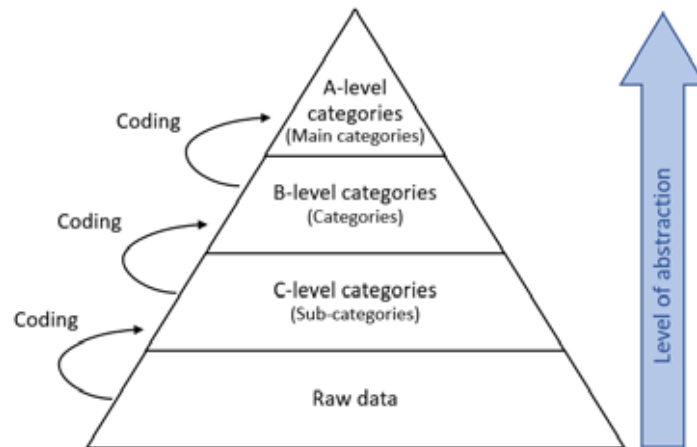 A-level
categories
(Main categories)
Coding
B-level categories
(Categories)
Coding
C-level categories
(Sub-categories)
Coding
Raw data
Level of abstraction